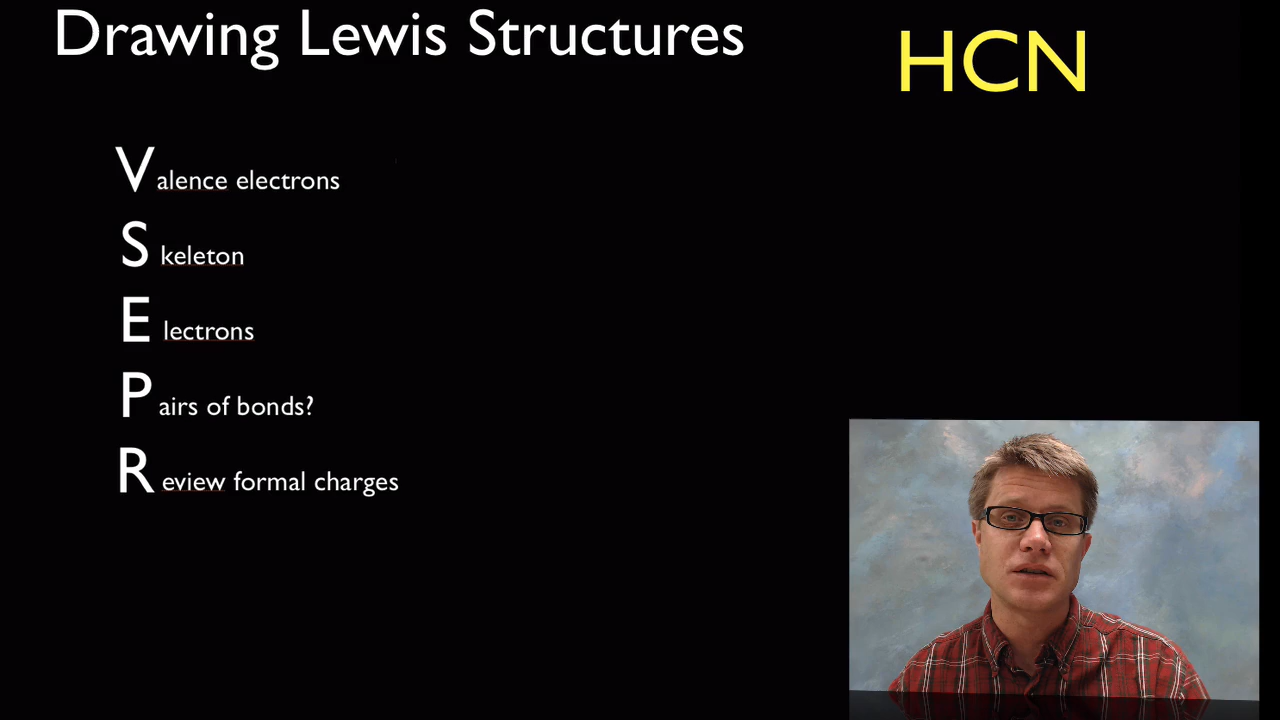 Drawing Lewis Structures
HCN
Valence electrons
Skeleton
Electrons
Pairs of bonds?
Review formal charges